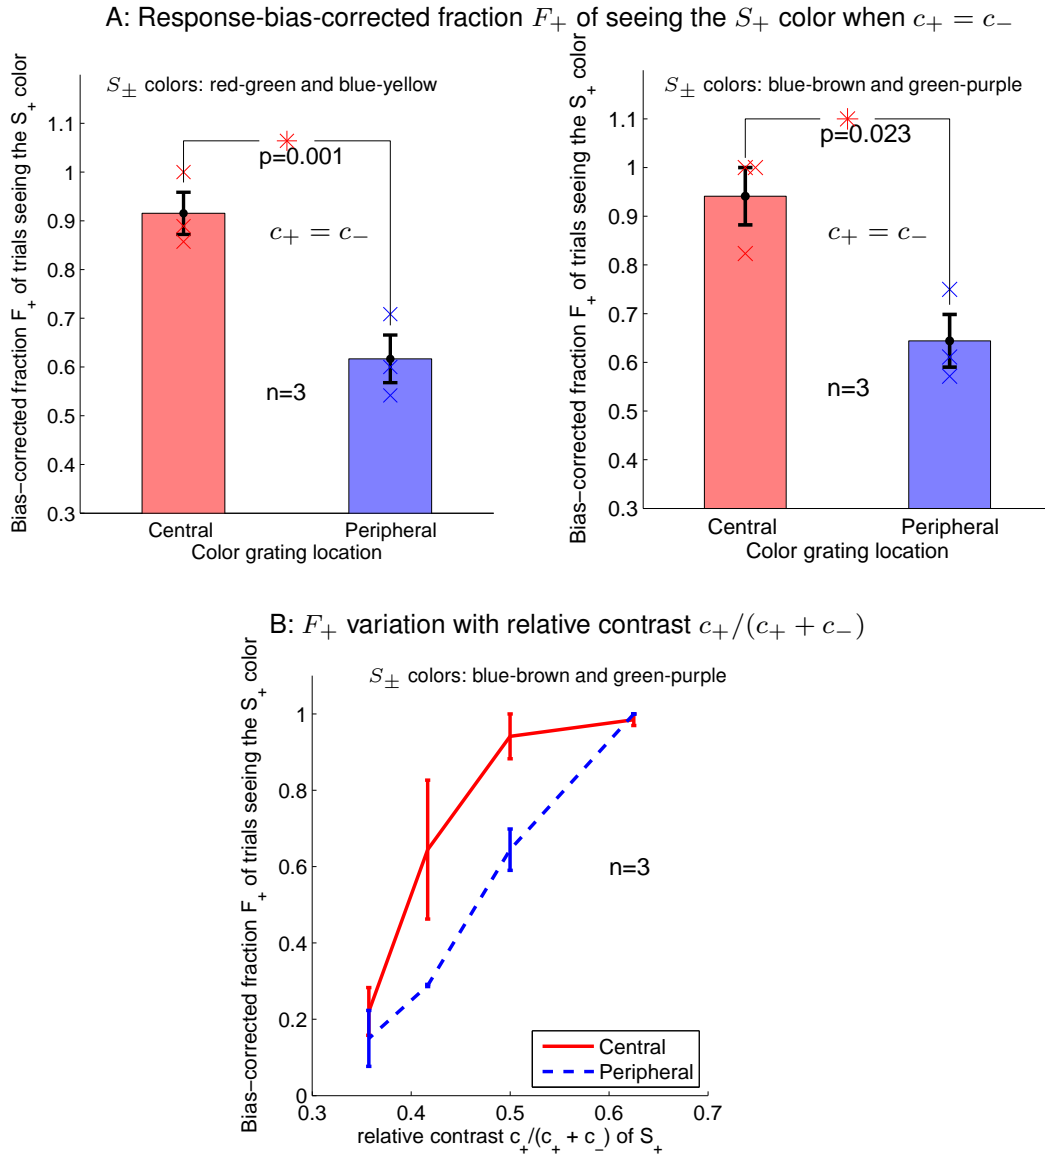 A: Response-bias-corrected fraction F₊ of seeing the S₊ color when c₊ = c₋
Bias−corrected fraction F₊ of trials seeing the S₊ color
S± colors: red-green and blue-yellow
1.1
1
0.9
0.8
0.7
0.6
0.5
0.4
0.3
p=0.001
c₊ = c₋
n=3
Central
Peripheral
Color grating location
Bias−corrected fraction F₊ of trials seeing the S₊ color
S± colors: blue-brown and green-purple
1.1
1
0.9
0.8
0.7
0.6
0.5
0.4
0.3
p=0.023
c₊ = c₋
n=3
Central
Peripheral
Color grating location
B: F₊ variation with relative contrast c₊/(c₊ + c₋)
Bias−corrected fraction F₊ of trials seeing the S₊ color
S± colors: blue-brown and green-purple
1
0.8
0.6
0.4
0.2
0
n=3
Central
Peripheral
0.3
0.4
0.5
0.6
0.7
relative contrast c₊/(c₊ + c₋) of S₊